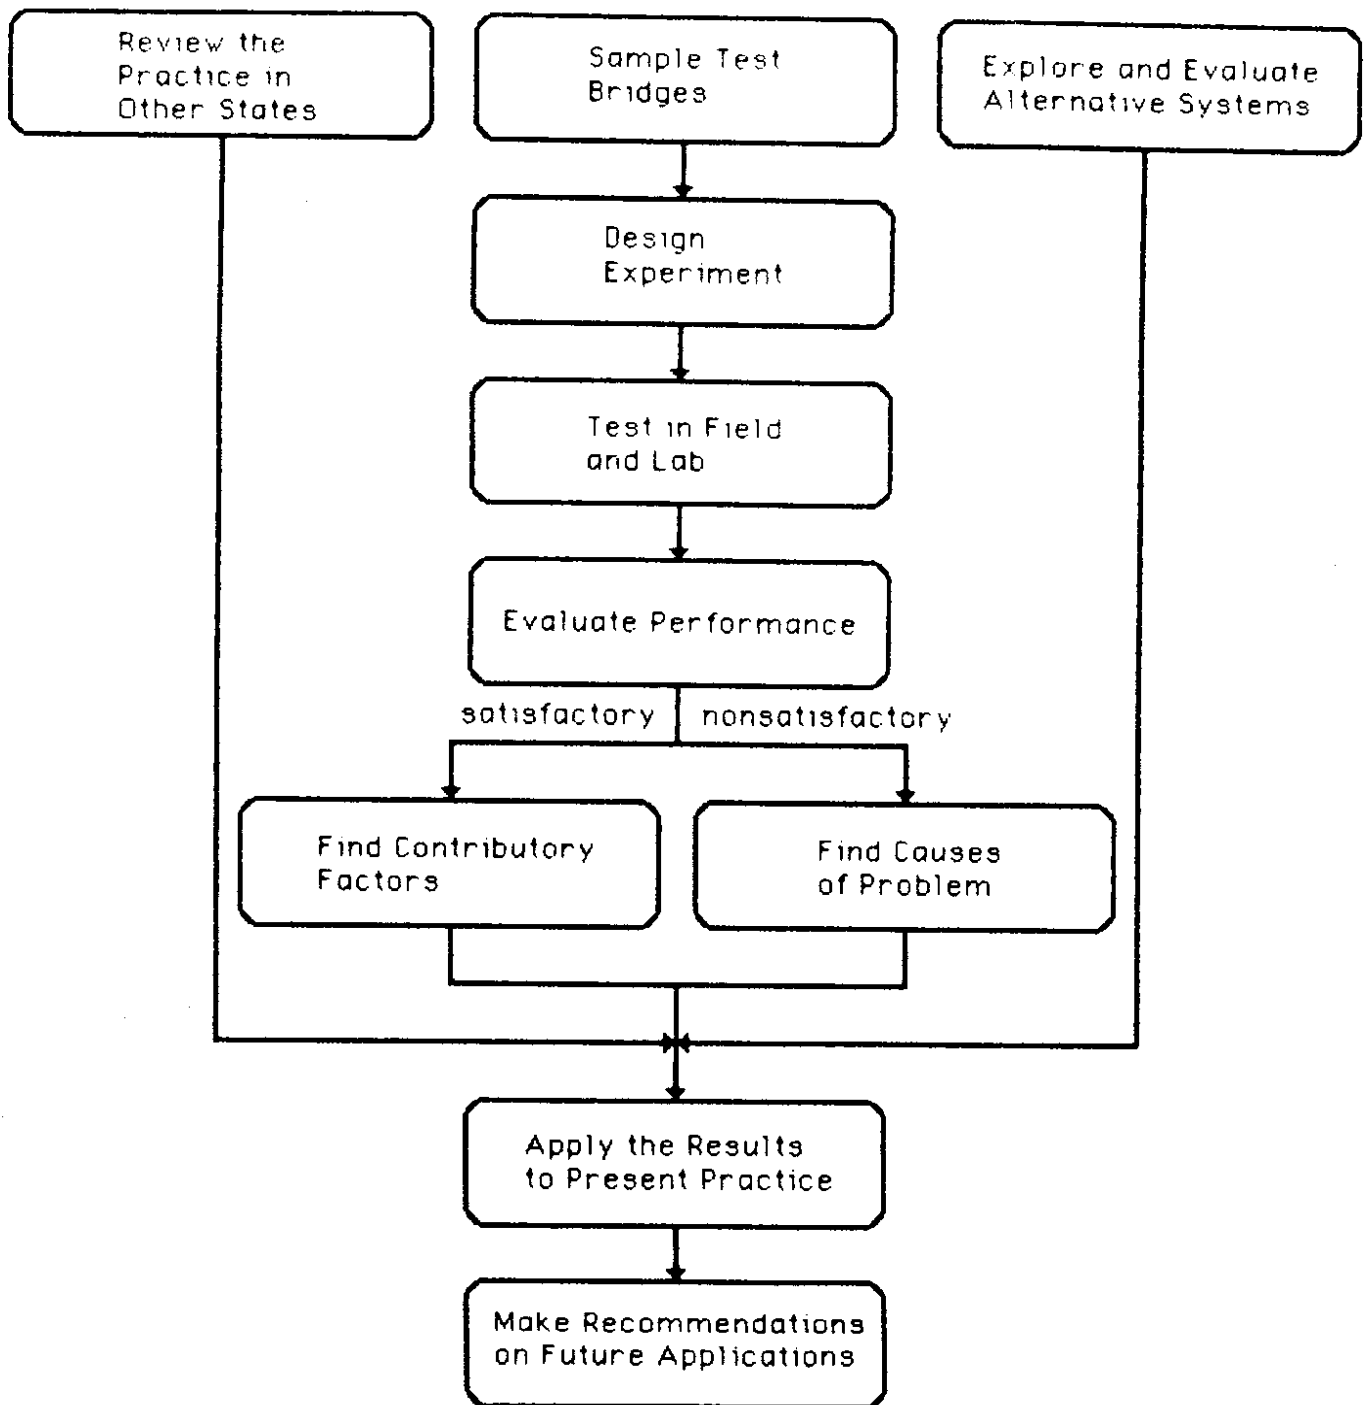 Review the
Practice in
Other States
Sample Test
Bridges
Explore and Evaluate
Alternative Systems
Design
Experiment
Test in Field
and Lab
Evaluate Performance
satisfactory
nonsatisfactory
Find Contributory
Factors
Find Causes
of Problem
Apply the Results
to Present Practice
Make Recommendations
on Future Applications